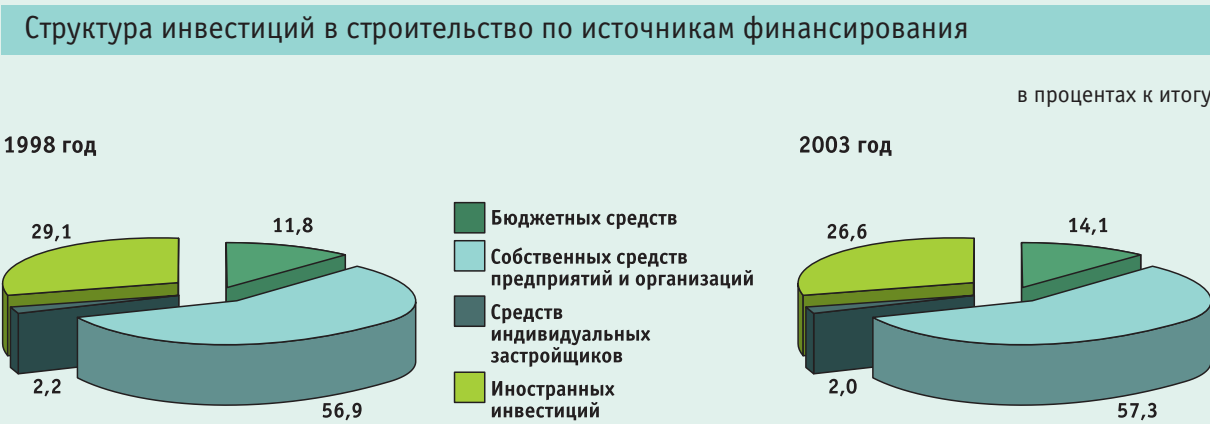 Структура инвестиций в строительство по источникам финансирования
в процентах к итогу
1998 год
29,1
11,8
2,2
56,9
Бюджетных средств
Собственных средств
предприятий и организаций
Средств
индивидуальных
застройщиков
Иностранных
инвестиций
2003 год
26,6
14,1
2,0
57,3